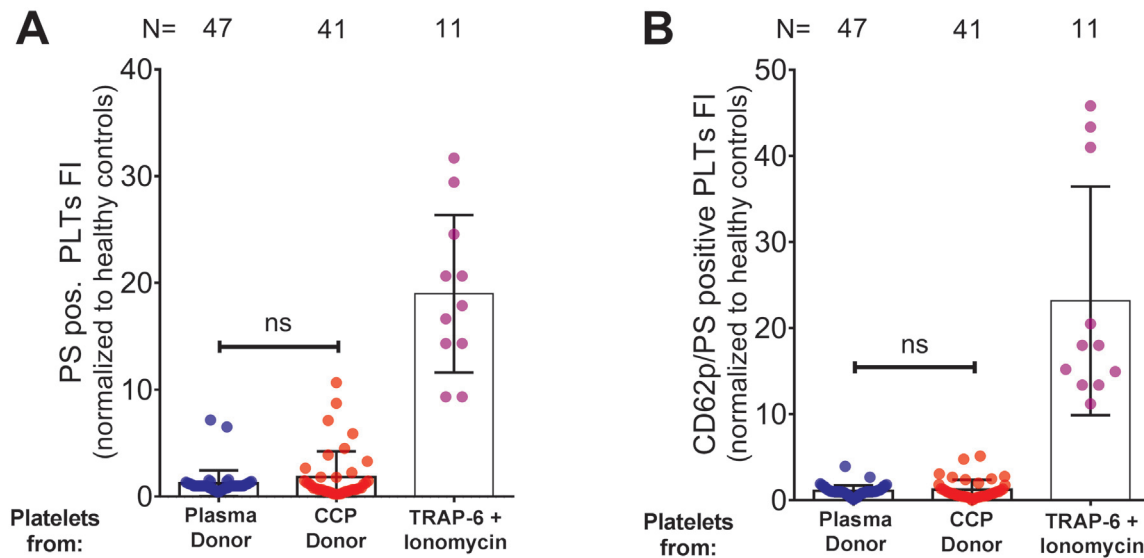 A
N= 47 41 11
PS pos. PLTs FI
(normalized to healthy controls)
40
30
20
10
0
ns
Platelets
from:
Plasma
Donor
CCP
Donor
TRAP-6 +
Ionomycin
B
N= 47 41 11
CD62p/PS positive PLTs FI
(normalized to healthy controls)
50
40
30
20
10
0
ns
Platelets
from:
Plasma
Donor
CCP
Donor
TRAP-6 +
Ionomycin